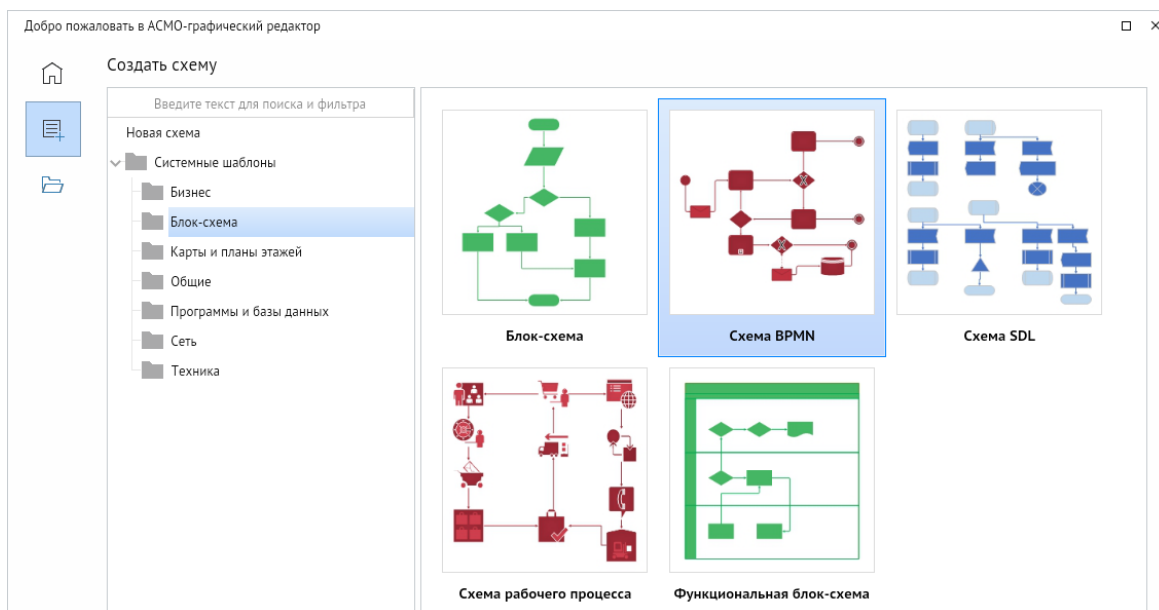 Добро пожаловать в АСМО-графический редактор
Создать схему
Введите текст для поиска и фильтра
Новая схема
Системные шаблоны
Бизнес
Блок-схема
Карты и планы этажей
Общие
Программы и базы данных
Сеть
Техника
Блок-схема
Схема BPMN
Схема SDL
Схема рабочего процесса
Функциональная блок-схема